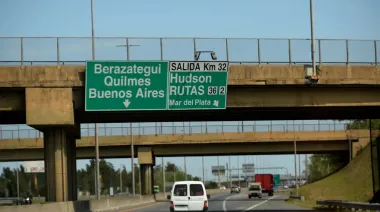 Berazategui
Quilmes
Buenos Aires
SALIDA Km 32
Hudson
RUTAS 36 2
Mar del Plata